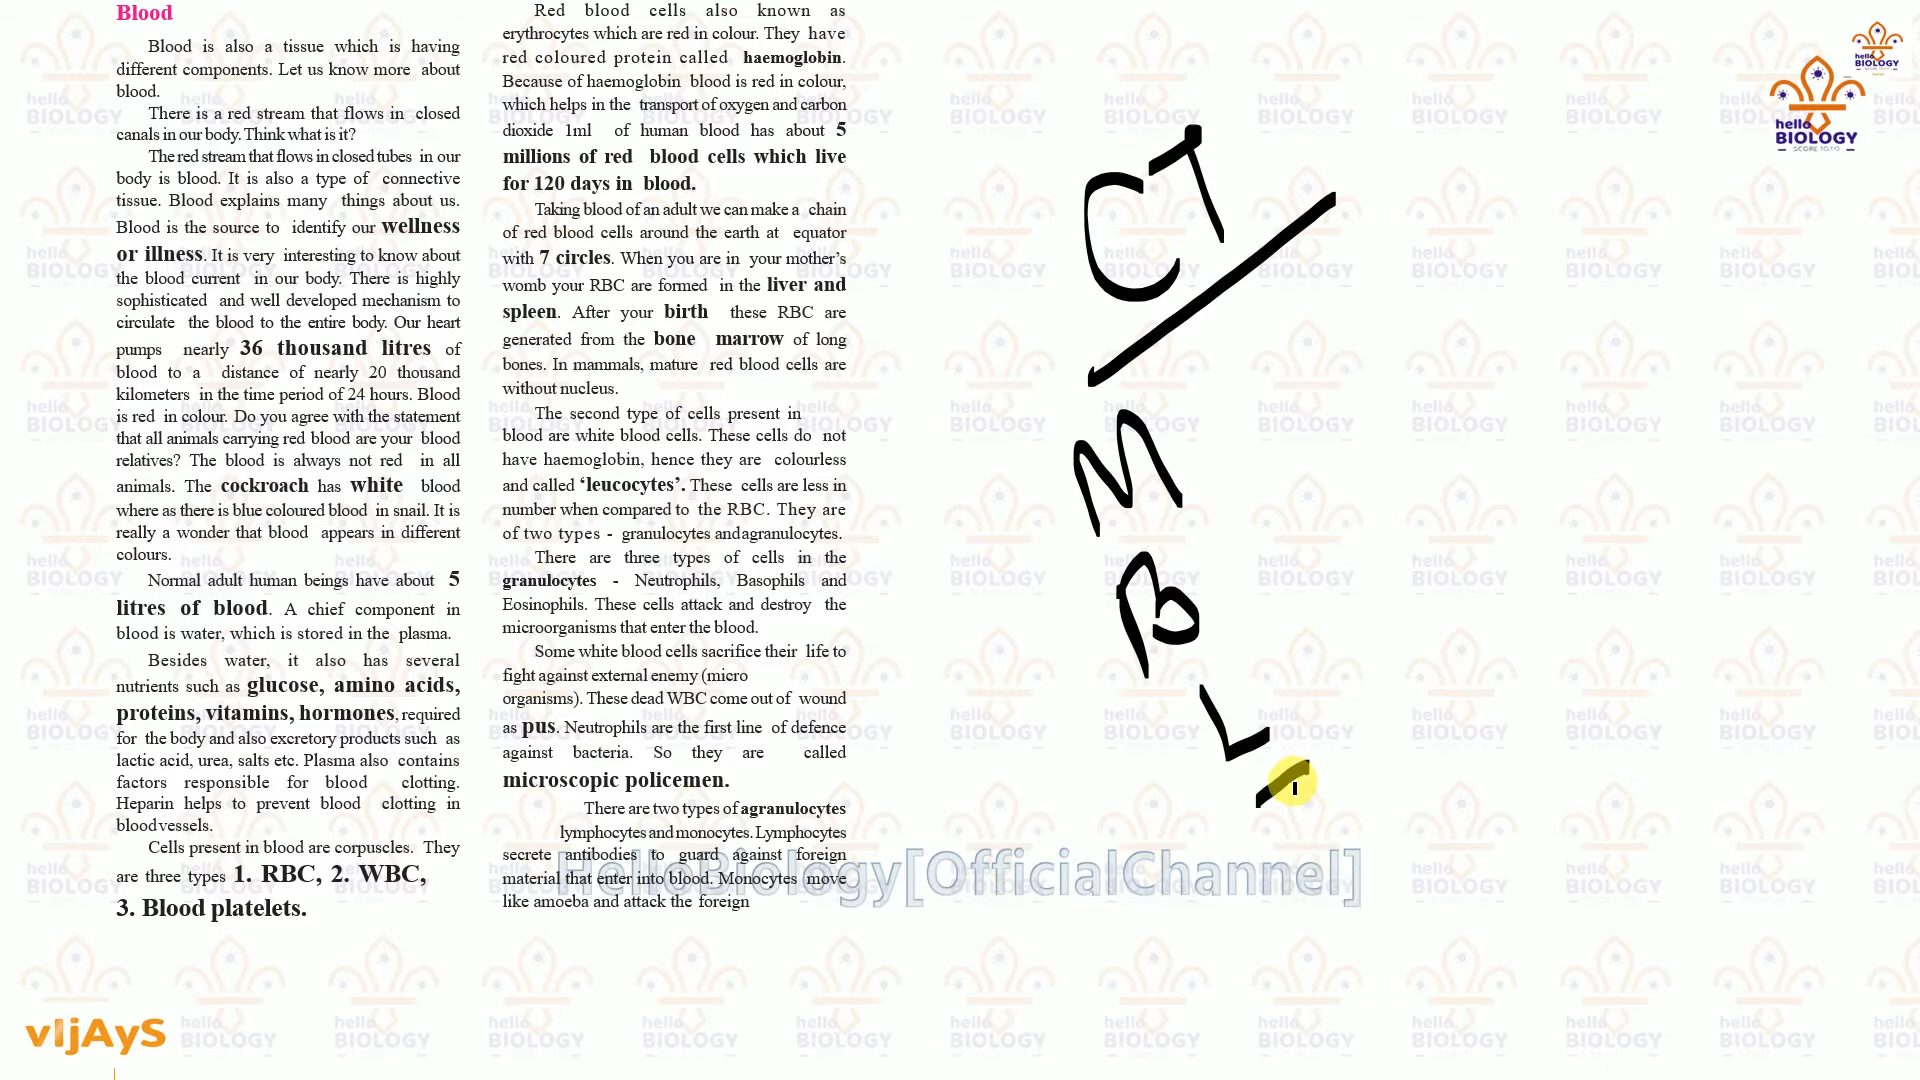 Blood
Blood is also a tissue which is having
different components. Let us know more about
blood.
There is a red stream that flows in closed
canals in our body. Think what is it?
The red stream that flows in closed tubes in our
body is blood. It is also a type of connective
tissue. Blood explains many things about us.
Blood is the source to identify our wellness
or illness. It is very interesting to know about
the blood current in our body. There is highly
sophisticated and well developed mechanism to
circulate the blood to the entire body. Our heart
pumps nearly 36 thousand litres of
blood to a distance of nearly 20 thousand
kilometers in the time period of 24 hours. Blood
is red in colour. Do you agree with the statement
that all animals carrying red blood are your blood
relatives? The blood is always not red in all
animals. The cockroach has white blood
where as there is blue coloured blood in snail. It is
really a wonder that blood appears in different
colours.
Normal adult human beings have about 5
litres of blood. A chief component in
blood is water, which is stored in the plasma.
Besides water, it also has several
nutrients such as glucose, amino acids,
proteins, vitamins, hormones, required
for the body and also excretory products such as
lactic acid, urea, salts etc. Plasma also contains
factors responsible for blood clotting.
Heparin helps to prevent blood clotting in
blood vessels.
Cells present in blood are corpuscles. They
are three types 1. RBC, 2. WBC,
3. Blood platelets.
Red blood cells also known as
erythrocytes which are red in colour. They have
red coloured protein called haemoglobin.
Because of haemoglobin blood is red in colour,
which helps in the transport of oxygen and carbon
dioxide 1ml of human blood has about 5
millions of red blood cells which live
for 120 days in blood.
Taking blood of an adult we can make a chain
of red blood cells around the earth at equator
with 7 circles. When you are in your mother's
womb your RBC are formed in the liver and
spleen. After your birth these RBC are
generated from the bone marrow of long
bones. In mammals, mature red blood cells are
without nucleus.
The second type of cells present in
blood are white blood cells. These cells do not
have haemoglobin, hence they are colourless
and called ‘leucocytes’. These cells are less in
number when compared to the RBC. They are
of two types - granulocytes andagranulocytes.
There are three types of cells in the
granulocytes - Neutrophils, Basophils and
Eosinophils. These cells attack and destroy the
microorganisms that enter the blood.
Some white blood cells sacrifice their life to
fight against external enemy (micro
organisms). These dead WBC come out of wound
as pus. Neutrophils are the first line of defence
against bacteria. So they are called
microscopic policemen.
There are two types of agranulocytes
lymphocytes and monocytes. Lymphocytes
secrete antibodies to guard against foreign
material that enter into blood. Monocytes move
like amoeba and attack the foreign
CT
M
B
L
hello
BIOLOGY
SCORE 10/10
hello
BIOLOGY
HelloBiology[OfficialChannel]
vIjAyS